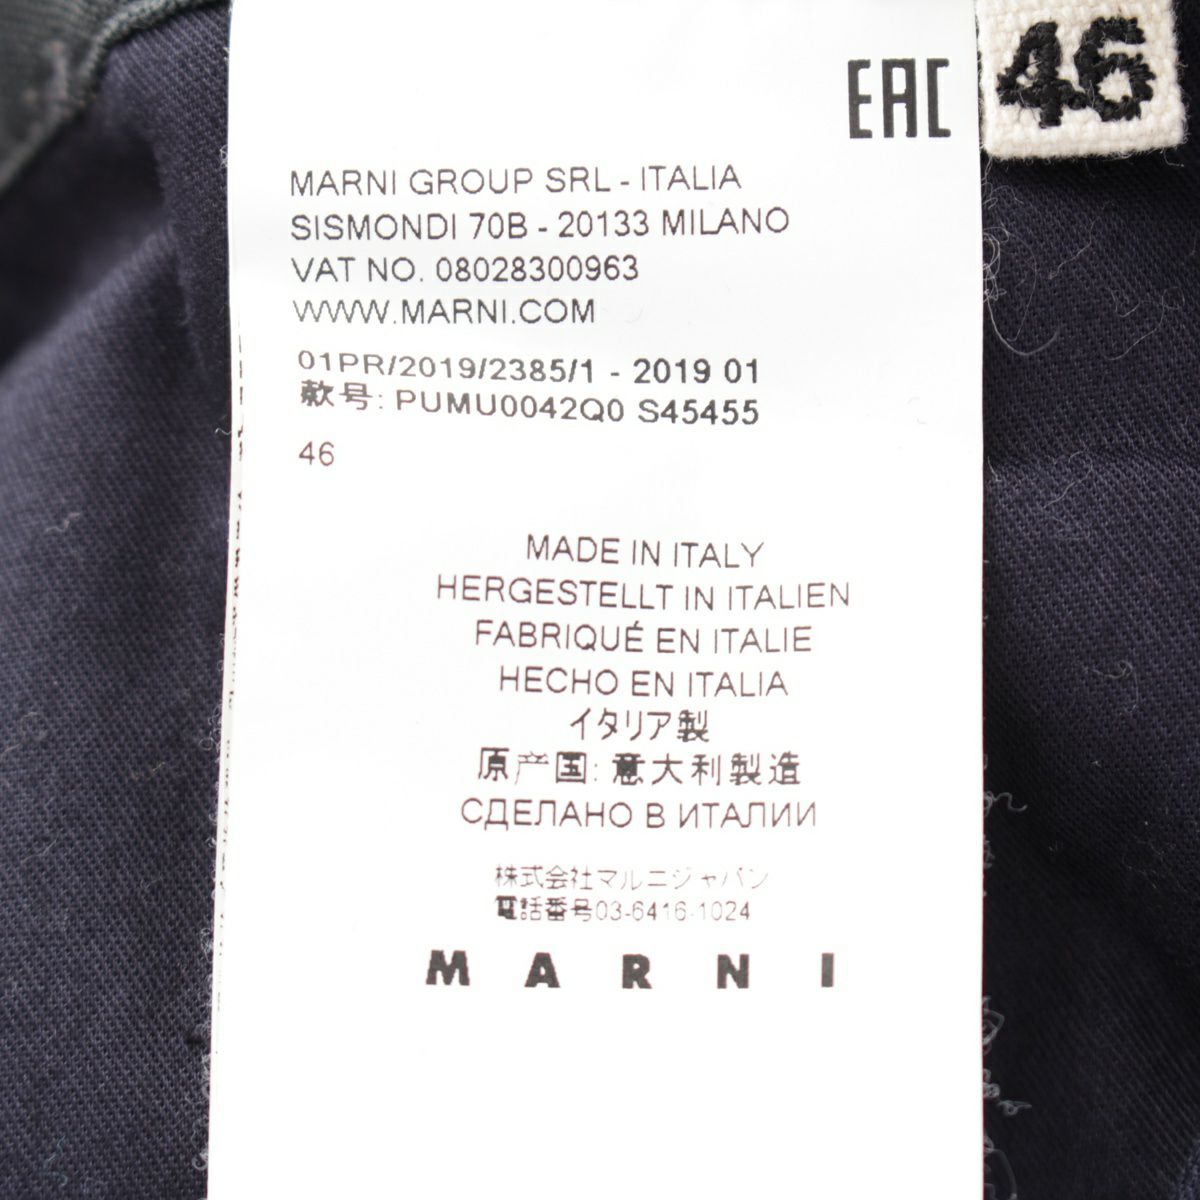 EAC
46
MARNI GROUP SRL - ITALIA
SISMONDI 70B - 20133 MILANO
VAT NO. 08028300963
WWW.MARNI.COM
01PR/2019/2385/1 - 2019 01
款号: PUMU0042Q0 S45455
46
MADE IN ITALY
HERGESTELLT IN ITALIEN
FABRIQUÉ EN ITALIE
HECHO EN ITALIA
イタリア製
原产国: 意大利製造
СДЕЛАНО В ИТАЛИИ
株式会社マルニジャパン
電話番号03-6416-1024
MARNI